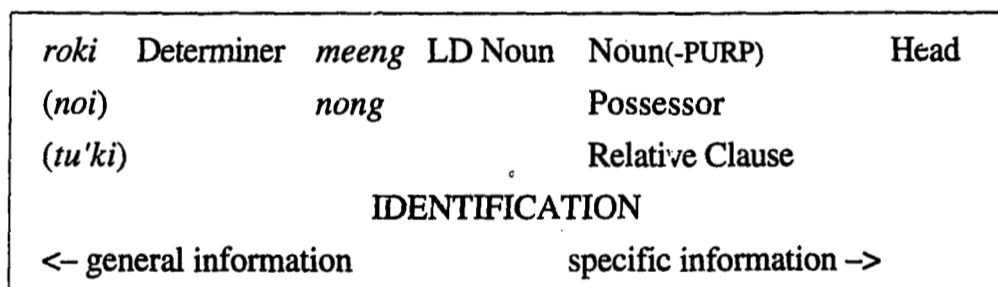 roki Determiner meeng LD Noun Noun(-PURP) Head
(noi) nong Possessor
(tu'ki) Relative Clause
IDENTIFICATION
<– general information specific information –>